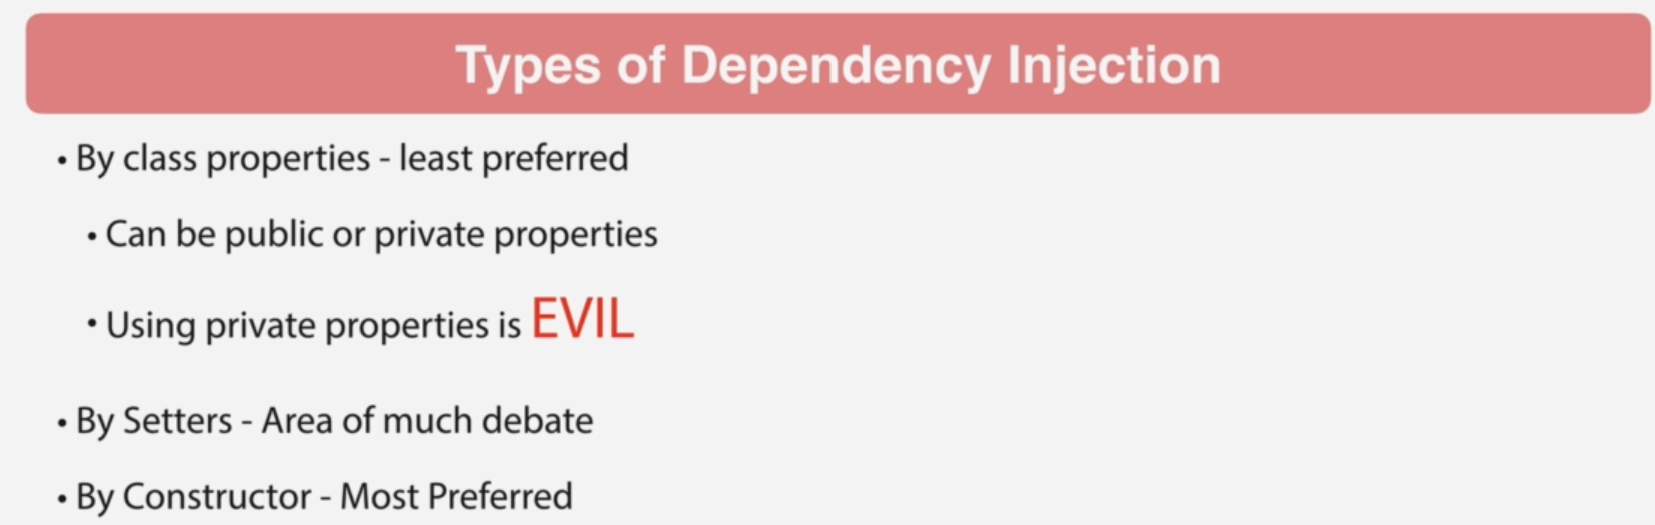 Types of Dependency Injection
• By class properties - least preferred
• Can be public or private properties
• Using private properties is EVIL
• By Setters - Area of much debate
• By Constructor - Most Preferred